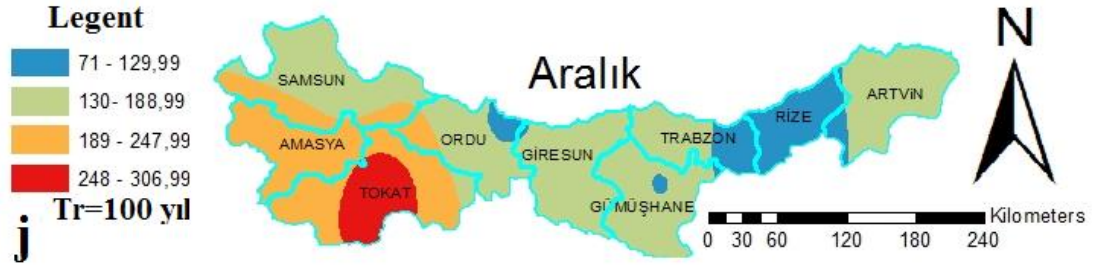 Legent
71 - 129,99
130- 188,99
189 - 247,99
248 - 306,99
Tr=100 yıl
j
Aralık
N
SAMSUN
AMASYA
TOKAT
ORDU
GİRESUN
TRABZON
GÜMÜŞHANE
RİZE
ARTVİN
Kilometers
0 30 60 120 180 240